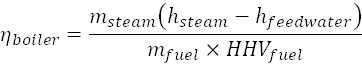 η_boiler = m_steam(h_steam − h_feedwater) / m_fuel × HHV_fuel